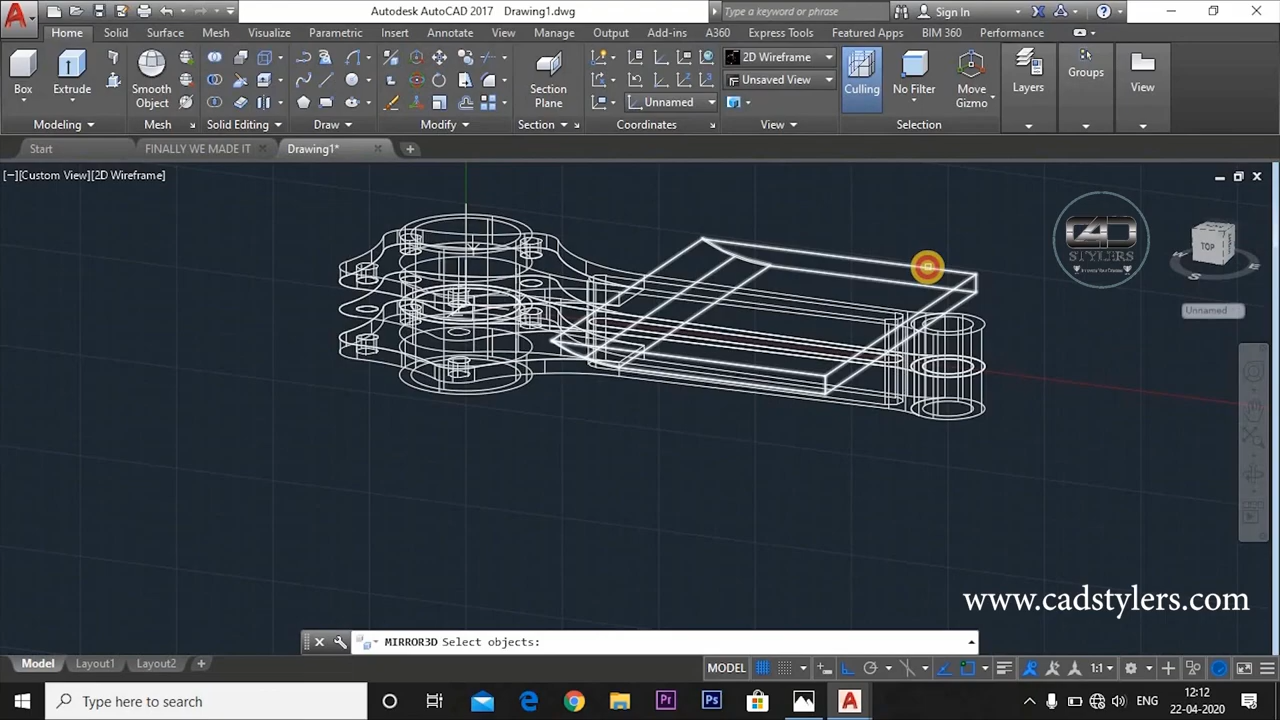 Autodesk AutoCAD 2017 Drawing1.dwg
Type a keyword or phrase
Sign In
Home Solid Surface Mesh Visualize Parametric Insert Annotate View Manage Output Add-ins A360 Express Tools Featured Apps BIM 360 Performance
Box
Extrude
Smooth
Object
Section
Plane
2D Wireframe
Unsaved View
Unnamed
Culling
No Filter
Move
Gizmo
Layers
Groups
View
Modeling
Mesh
Solid Editing
Draw
Modify
Section
Coordinates
View
Selection
Start
FINALLY WE MADE IT
Drawing1*
[−][Custom View][2D Wireframe]
CAD
STYLERS
TOP
Unnamed
www.cadstylers.com
MIRROR3D Select objects:
Model Layout1 Layout2
MODEL
1:1
Type here to search
Pr
Ps
ENG
12:12
22-04-2020